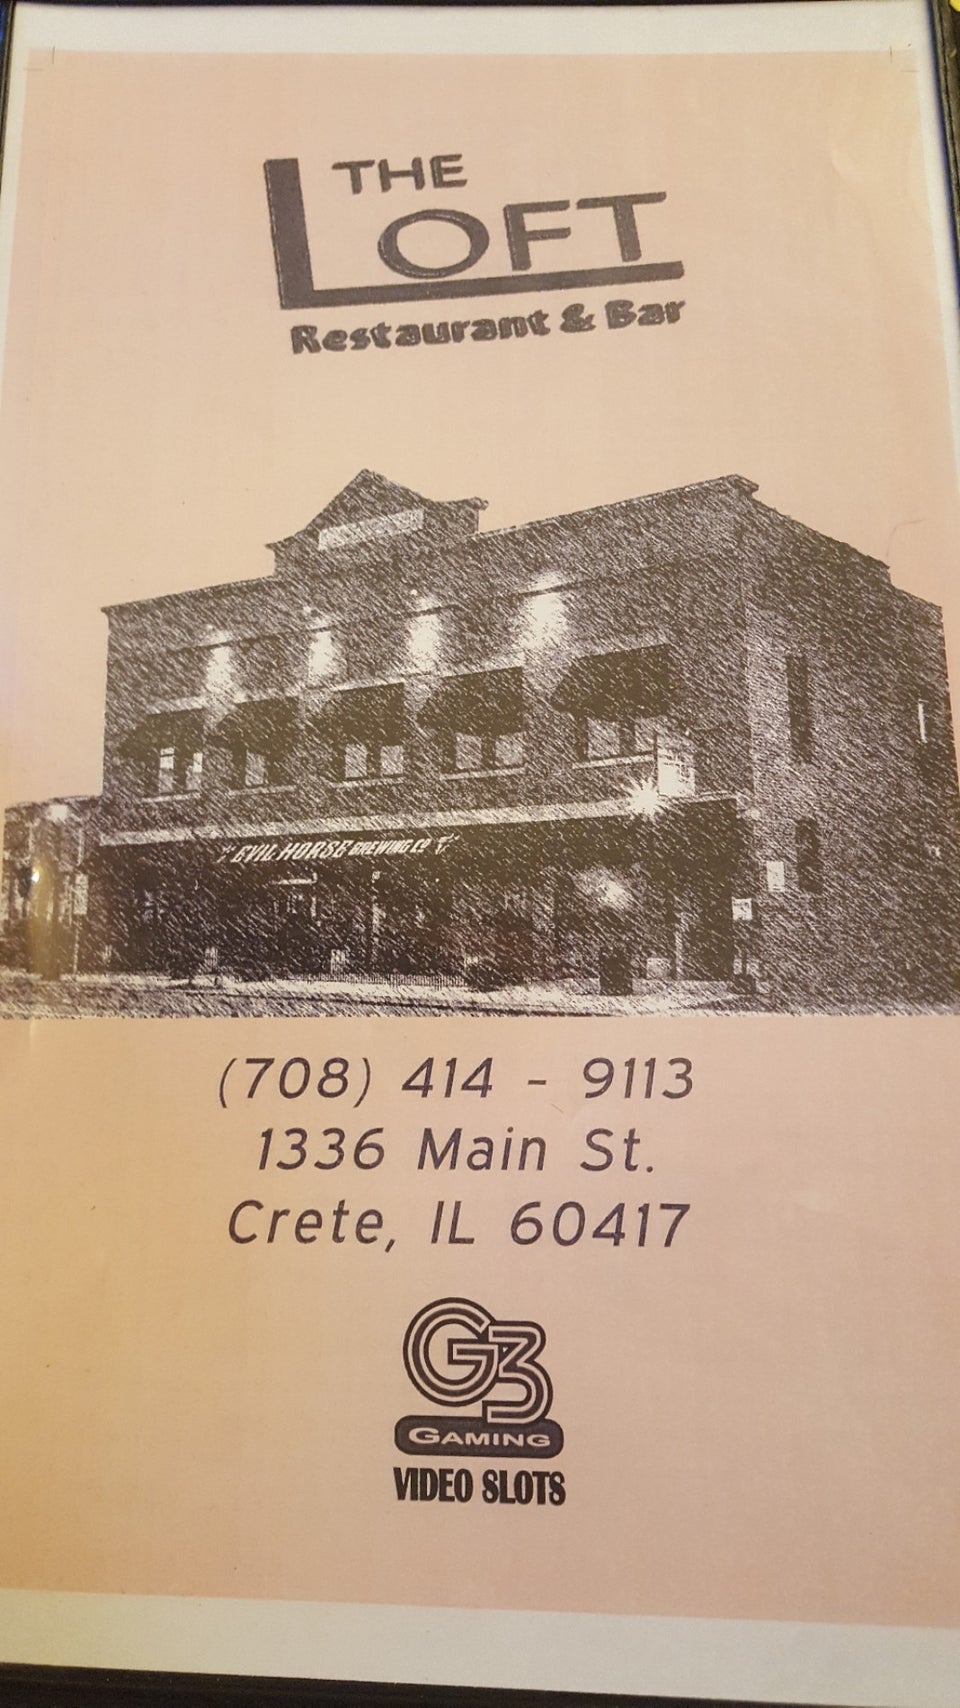 THE
LOFT
Restaurant & Bar
EVIL HORSE BREWING CO
(708) 414 - 9113
1336 Main St.
Crete, IL 60417
G3
GAMING
VIDEO SLOTS